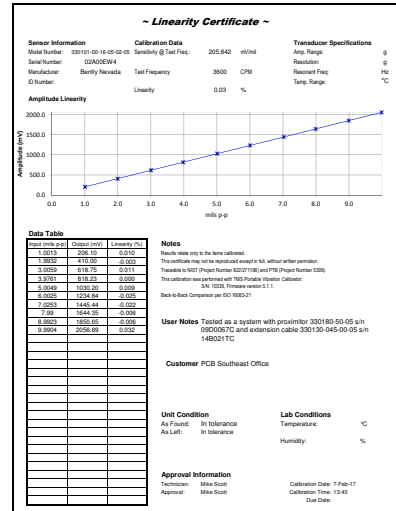 ~ Linearity Certificate ~
Sensor Information Calibration Data Transducer Specifications
Model Number: 330101-00-16-05-02-05 Sensitivity @ Test Freq.: 205.842 mV/mil Amp. Range: g
Serial Number: 02A00EW4 Resolution: g
Manufacturer: Bently Nevada Test Frequency 3600 CPM Resonant Freq: Hz
ID Number: Temp. Range: °C
Linearity: 0.03 %
Amplitude Linearity
Amplitude (mV)
2000.0
1500.0
1000.0
500.0
0.0
0.0 1.0 2.0 3.0 4.0 5.0 6.0 7.0 8.0 9.0
mils p-p
Data Table
Input (mils p-p) Output (mV) Linearity (%)
1.0013 206.10 0.010
1.9932 410.00 -0.003
3.0059 618.75 0.011
3.9761 818.23 0.000
5.0049 1030.20 0.009
6.0025 1234.84 -0.025
7.0253 1445.44 -0.022
7.99 1644.35 -0.006
8.9923 1850.65 -0.006
9.9904 2056.89 0.032
Notes
Results relate only to the items calibrated.
This certificate may not be reproduced except in full, without written permission.
Traceable to NIST (Project Number 822/271196) and PTB (Project Number 5399).
This calibration was performed with TMS Portable Vibration Calibrator:
S/N: 10336, Firmware version 5.1.1.
Back-to-Back Comparison per ISO 16063-21
User Notes Tested as a system with proximitor 330180-50-05 s/n
09D0067C and extension cable 330130-045-00-05 s/n
14B021TC
Customer PCB Southeast Office
Unit Condition Lab Conditions
As Found: In tolerance Temperature: °C
As Left: In tolerance
Humidity: %
Approval Information
Technician: Mike Scott Calibration Date: 7-Feb-17
Approval: Mike Scott Calibration Time: 13:43
Due Date: